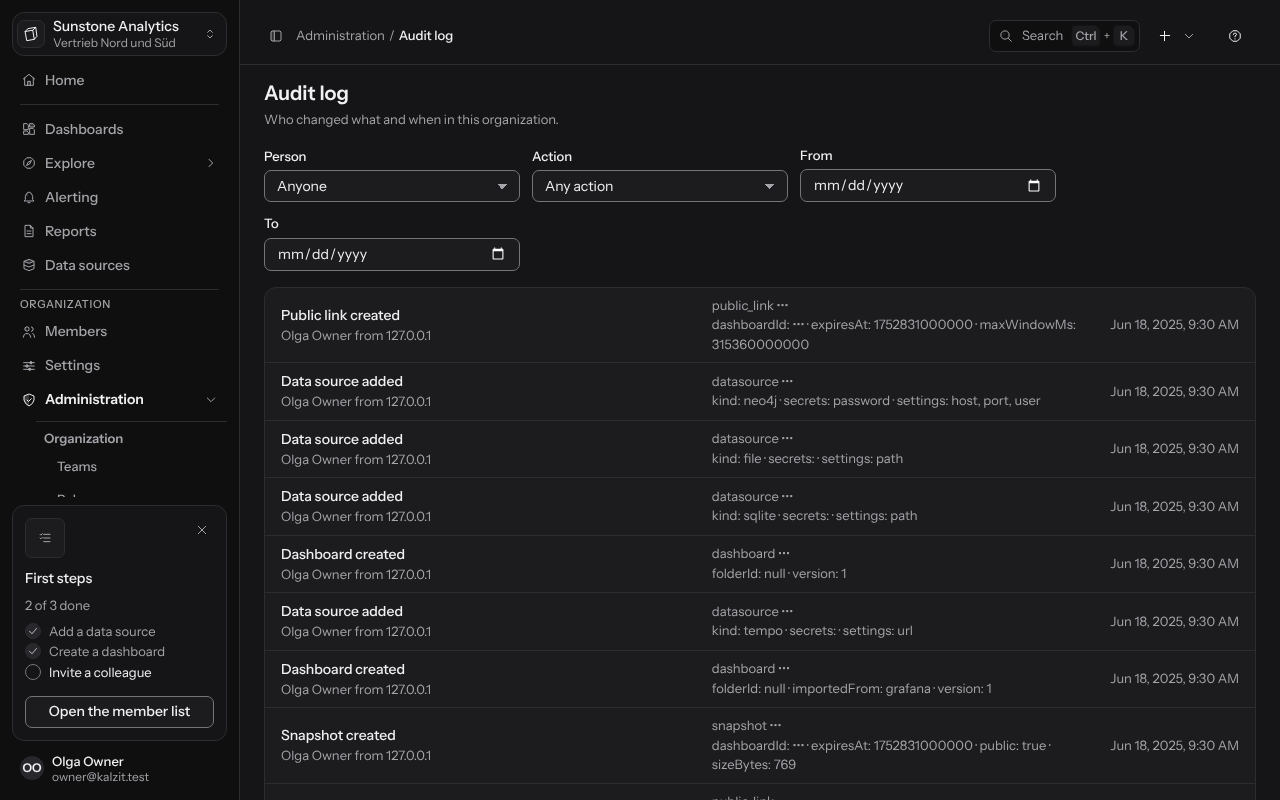 Sunstone Analytics
Vertrieb Nord und Süd
Home
Dashboards
Explore
Alerting
Reports
Data sources
ORGANIZATION
Members
Settings
Administration
Organization
Teams
First steps
2 of 3 done
Add a data source
Create a dashboard
Invite a colleague
Open the member list
OO
Olga Owner
owner@kalzit.test
Administration / Audit log
Search Ctrl + K
Audit log
Who changed what and when in this organization.
Person
Anyone
Action
Any action
From
mm/dd/yyyy
To
mm/dd/yyyy
Public link created
Olga Owner from 127.0.0.1
public_link ···
dashboardId: ··· · expiresAt: 1752831000000 · maxWindowMs:
315360000000
Jun 18, 2025, 9:30 AM
Data source added
Olga Owner from 127.0.0.1
datasource ···
kind: neo4j · secrets: password · settings: host, port, user
Jun 18, 2025, 9:30 AM
Data source added
Olga Owner from 127.0.0.1
datasource ···
kind: file · secrets: · settings: path
Jun 18, 2025, 9:30 AM
Data source added
Olga Owner from 127.0.0.1
datasource ···
kind: sqlite · secrets: · settings: path
Jun 18, 2025, 9:30 AM
Dashboard created
Olga Owner from 127.0.0.1
dashboard ···
folderId: null · version: 1
Jun 18, 2025, 9:30 AM
Data source added
Olga Owner from 127.0.0.1
datasource ···
kind: tempo · secrets: · settings: url
Jun 18, 2025, 9:30 AM
Dashboard created
Olga Owner from 127.0.0.1
dashboard ···
folderId: null · importedFrom: grafana · version: 1
Jun 18, 2025, 9:30 AM
Snapshot created
Olga Owner from 127.0.0.1
snapshot ···
dashboardId: ··· · expiresAt: 1752831000000 · public: true ·
sizeBytes: 769
Jun 18, 2025, 9:30 AM